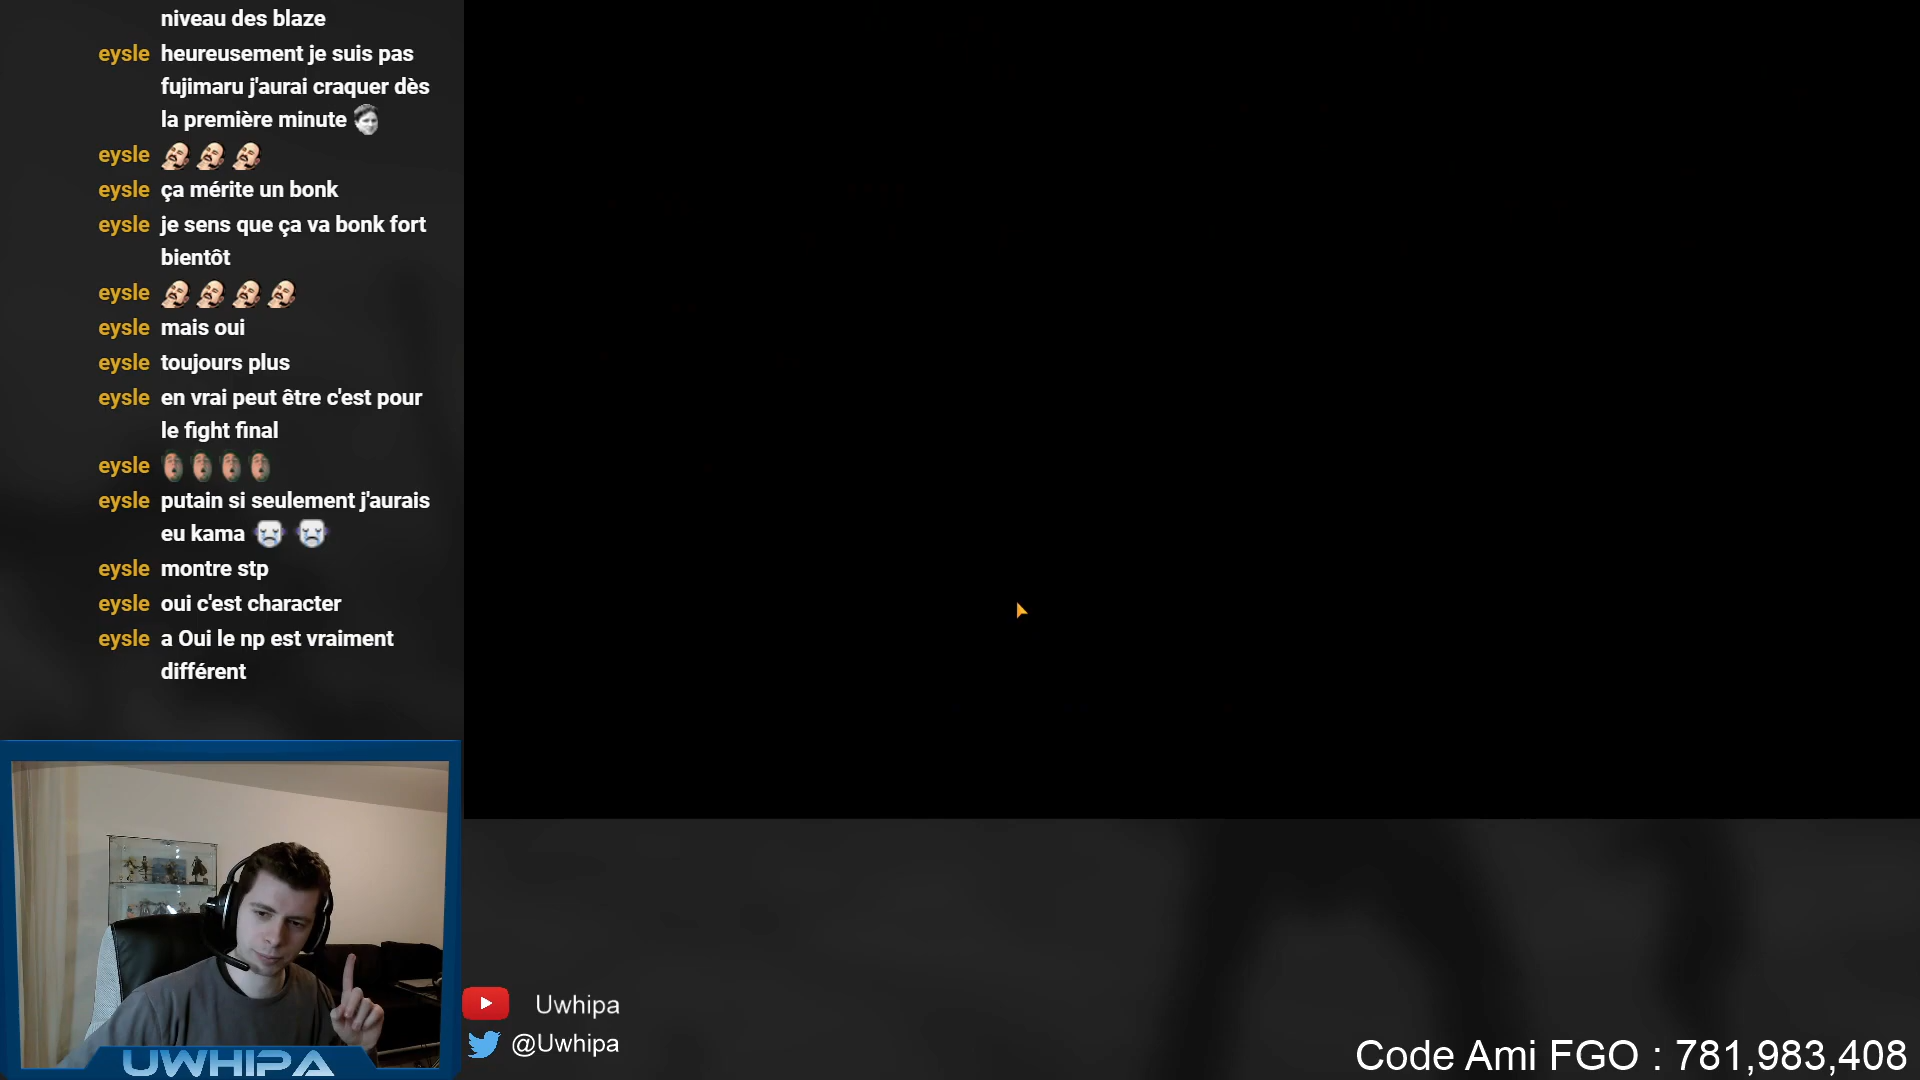 niveau des blaze
eysle heureusement je suis pas
fujimaru j'aurai craquer dès
la première minute
eysle
eysle ça mérite un bonk
eysle je sens que ça va bonk fort
bientôt
eysle
eysle mais oui
eysle toujours plus
eysle en vrai peut être c'est pour
le fight final
eysle
eysle putain si seulement j'aurais
eu kama
eysle montre stp
eysle oui c'est character
eysle a Oui le np est vraiment
différent
UWHIPA
Uwhipa
@Uwhipa
Code Ami FGO : 781,983,408